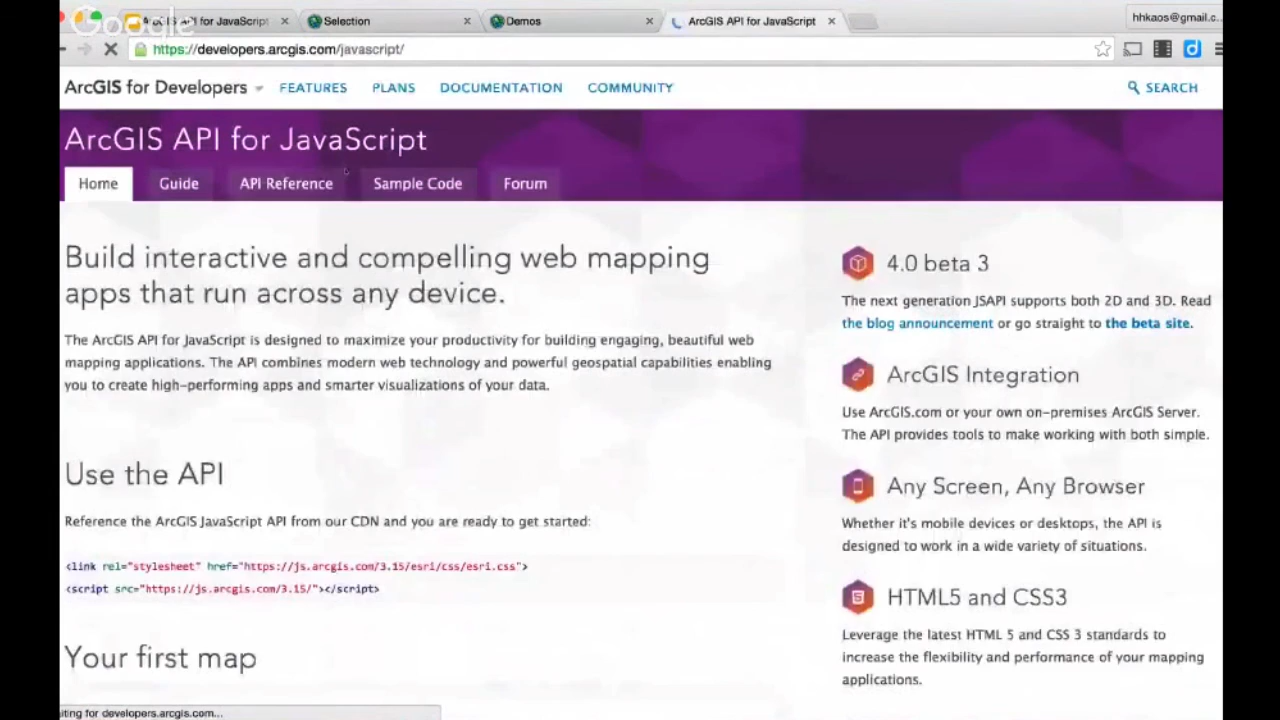 Google
GIS API for JavaScript
Selection
Demos
ArcGIS API for JavaScript
hhkaos@gmail.c...
https://developers.arcgis.com/javascript/
ArcGIS for Developers
FEATURES
PLANS
DOCUMENTATION
COMMUNITY
SEARCH
ArcGIS API for JavaScript
Home
Guide
API Reference
Sample Code
Forum
Build interactive and compelling web mapping
apps that run across any device.
The ArcGIS API for JavaScript is designed to maximize your productivity for building engaging, beautiful web
mapping applications. The API combines modern web technology and powerful geospatial capabilities enabling
you to create high-performing apps and smarter visualizations of your data.
Use the API
Reference the ArcGIS JavaScript API from our CDN and you are ready to get started:
<link rel="stylesheet" href="https://js.arcgis.com/3.15/esri/css/esri.css">
<script src="https://js.arcgis.com/3.15/"></script>
Your first map
4.0 beta 3
The next generation JSAPI supports both 2D and 3D. Read
the blog announcement or go straight to the beta site.
ArcGIS Integration
Use ArcGIS.com or your own on-premises ArcGIS Server.
The API provides tools to make working with both simple.
Any Screen, Any Browser
Whether it's mobile devices or desktops, the API is
designed to work in a wide variety of situations.
HTML5 and CSS3
Leverage the latest HTML 5 and CSS 3 standards to
increase the flexibility and performance of your mapping
applications.
iting for developers.arcgis.com...